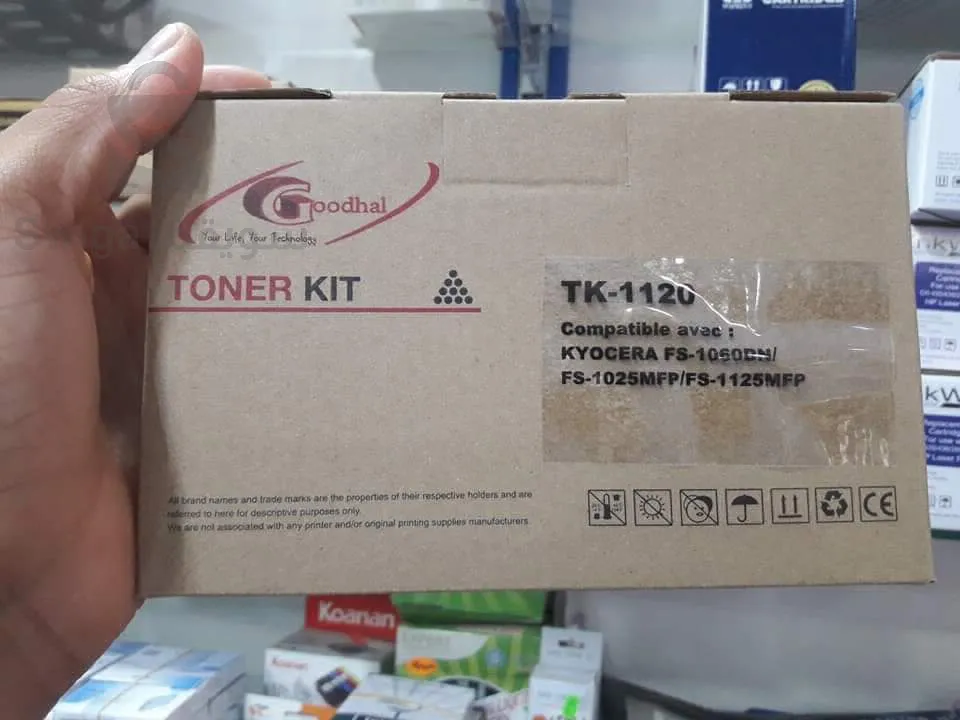 CARTRIDGE
Goodhal
Your Life, Your Technology
TONER KIT
TK-1120
Compatible avec :
KYOCERA FS-1060DN/
FS-1025MFP/FS-1125MFP
All brand names and trade marks are the properties of their respective holders and are
referred to here for descriptive purposes only.
We are not associated with any printer and/or original printing supplies manufacturers.
CE
Koanan
Koanan